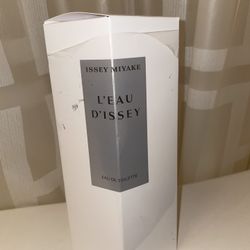 ISSEY MIYAKE
L'EAU
D'ISSEY
EAU DE TOILETTE